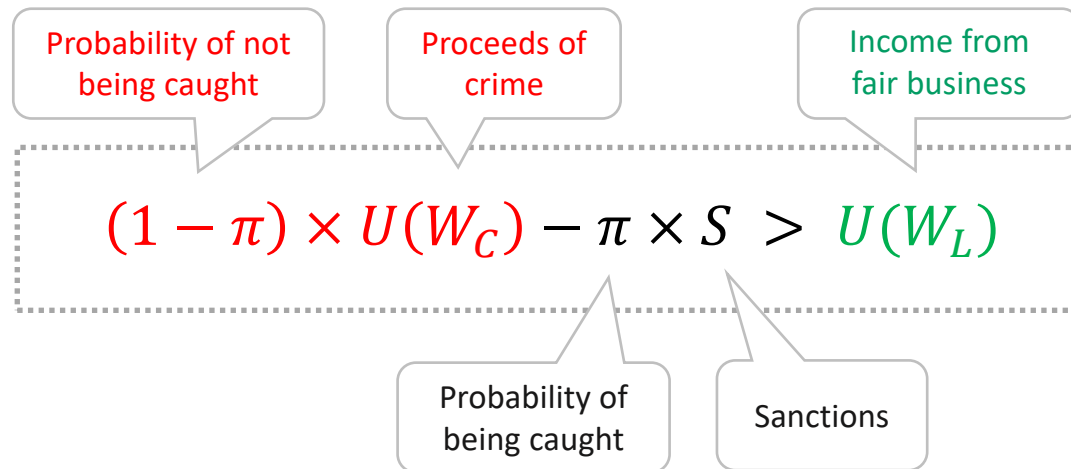 Probability of not
being caught
Proceeds of
crime
Income from
fair business
(1 − π) × U(W_C) − π × S > U(W_L)
Probability of
being caught
Sanctions